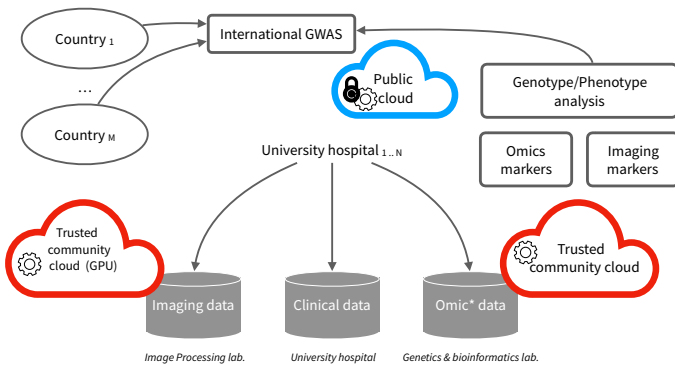 Country 1
International GWAS
...
Country M
Public
cloud
Genotype/Phenotype
analysis
University hospital 1 .. N
Omics
markers
Imaging
markers
Trusted
community
cloud (GPU)
Trusted
community cloud
Imaging data
Clinical data
Omic* data
Image Processing lab.
University hospital
Genetics & bioinformatics lab.